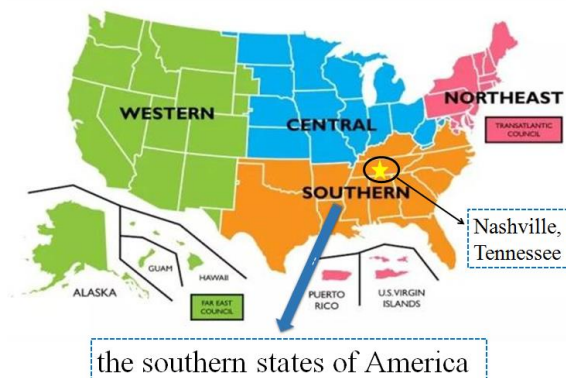 WESTERN
CENTRAL
NORTHEAST
TRANSATLANTIC
COUNCIL
SOUTHERN
Nashville,
Tennessee
ALASKA
GUAM
HAWAII
FAR EAST
COUNCIL
PUERTO
RICO
U.S. VIRGIN
ISLANDS
the southern states of America